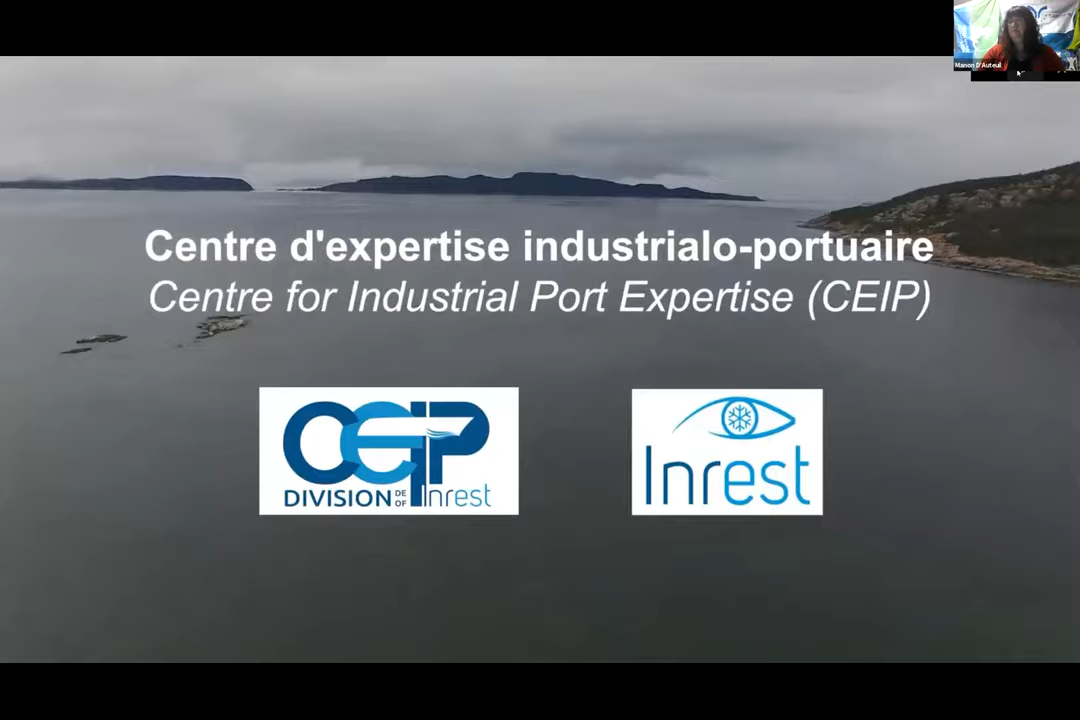 Manon D'Auteuil
Centre d'expertise industrialo-portuaire
Centre for Industrial Port Expertise (CEIP)
CEIP
DIVISION DE OF Inrest
Inrest